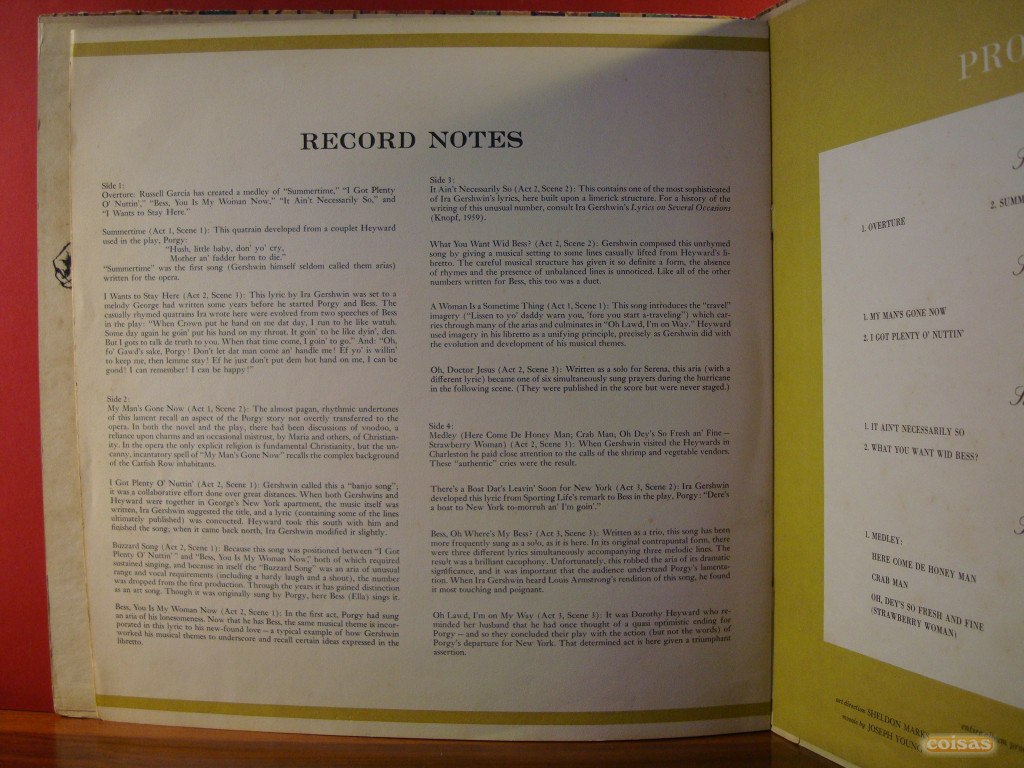 RECORD NOTES
Side 1:
Overture: Russell Garcia has created a medley of "Summertime," "I Got Plenty
O' Nuttin'," "Bess, You Is My Woman Now," "It Ain't Necessarily So," and
"I Wants to Stay Here."
Summertime (Act 1, Scene 1): This quatrain developed from a couplet Heyward
used in the play, Porgy:
"Hush, little baby, don' yo' cry,
Mother an' fadder born to die."
"Summertime" was the first song (Gershwin himself seldom called them arias)
written for the opera.
I Wants to Stay Here (Act 2, Scene 3): This lyric by Ira Gershwin was set to a
melody George had written some years before he started Porgy and Bess. The
casually rhymed quatrains Ira wrote here were evolved from two speeches of Bess
in the play: "When Crown put he hand on me dat day, I run to he like watuh.
Some day again he goin' put his hand on my throat. It goin' to be like dyin', den.
But I gots to talk de truth to you. When that time come, I goin' to go." And: "Oh,
fo' Gawd's sake, Porgy! Don't let dat man come an' handle me! Ef yo' is willin'
to keep me, then lemme stay! Ef he just don't put dem hot hand on me, I can be
good! I can remember! I can be happy!"
Side 2:
My Man's Gone Now (Act 1, Scene 2): The almost pagan, rhythmic undertones
of this lament recall an aspect of the Porgy story not overtly transferred to the
opera. In both the novel and the play, there had been discussions of voodoo, a
reliance upon charms and an occasional mistrust, by Maria and others, of Christian-
ity. In the opera the only explicit religion is fundamental Christianity, but the un-
canny, incantatory spell of "My Man's Gone Now" recalls the complex background
of the Catfish Row inhabitants.
I Got Plenty O' Nuttin' (Act 2, Scene 1): Gershwin called this a "banjo song",
it was a collaborative effort done over great distances. When both Gershwins and
Heyward were together in George's New York apartment, the music itself was
written, Ira Gershwin suggested the title, and a lyric (containing some of the lines
ultimately published) was concocted. Heyward took this south with him and
finished the song; when it came back north, Ira Gershwin modified it slightly.
Buzzard Song (Act 2, Scene 1): Because this song was positioned between "I Got
Plenty O' Nuttin'" and "Bess, You Is My Woman Now," both of which required
sustained singing, and because in itself the "Buzzard Song" was an aria of unusual
range and vocal requirements (including a hardy laugh and a shout), the number
was dropped from the first production. Through the years it has gained distinction
as an art song. Though it was originally sung by Porgy, here Bess (Ella) sings it.
Bess, You Is My Woman Now (Act 2, Scene 1): In the first act, Porgy had sung
an aria of his lonesomeness. Now that he has Bess, the same musical theme is incor-
porated in this lyric to his new-found love — a typical example of how Gershwin
worked his musical themes to underscore and recall certain ideas expressed in the
libretto.
Side 3:
It Ain't Necessarily So (Act 2, Scene 2): This contains one of the most sophisticated
of Ira Gershwin's lyrics, here built upon a limerick structure. For a history of the
writing of this unusual number, consult Ira Gershwin's Lyrics on Several Occasions
(Knopf, 1959).
What You Want Wid Bess? (Act 2, Scene 2): Gershwin composed this unrhymed
song by giving a musical setting to some lines casually lifted from Heyward's li-
bretto. The careful musical structure has given it so definite a form, the absence
of rhymes and the presence of unbalanced lines is unnoticed. Like all of the other
numbers written for Bess, this too was a duet.
A Woman Is a Sometime Thing (Act 1, Scene 1): This song introduces the "travel"
imagery ("Lissen to yo' daddy warn you, 'fore you start a-traveling") which car-
ries through many of the arias and culminates in "Oh Lawd, I'm on Way." Heyward
used imagery in his libretto as a unifying principle, precisely as Gershwin did with
the evolution and development of his musical themes.
Oh, Doctor Jesus (Act 2, Scene 3): Written as a solo for Serena, this aria (with a
different lyric) became one of six simultaneously sung prayers during the hurricane
in the following scene. (They were published in the score but were never staged.)
Side 4:
Medley (Here Come De Honey Man; Crab Man, Oh Dey's So Fresh an' Fine —
Strawberry Woman) (Act 2, Scene 3): When Gershwin visited the Heywards in
Charleston he paid close attention to the calls of the shrimp and vegetable vendors.
These "authentic" cries were the result.
There's a Boat Dat's Leavin' Soon for New York (Act 3, Scene 2): Ira Gershwin
developed this lyric from Sporting Life's remark to Bess in the play, Porgy: "Dere's
a boat to New York to-morruh an' I'm goin'."
Bess, Oh Where's My Bess? (Act 3, Scene 3): Written as a trio, this song has been
more frequently sung as a solo, as it is here. In its original contrapuntal form, there
were three different lyrics simultaneously accompanying three melodic lines. The
result was a brilliant cacophony. Unfortunately, this robbed the aria of its dramatic
significance, and it was important that the audience understand Porgy's lamenta-
tion. When Ira Gershwin heard Louis Armstrong's rendition of this song, he found
it most touching and poignant.
Oh Lawd, I'm on My Way (Act 3, Scene 3): It was Dorothy Heyward who re-
minded her husband that he had once thought of a quasi optimistic ending for
Porgy — and so they concluded their play with the action (but not the words) of
Porgy's departure for New York. That determined act is here given a triumphant
assertion.
PRO
1. OVERTURE
2. SUMM
1. MY MAN'S GONE NOW
2. I GOT PLENTY O' NUTTIN'
1. IT AIN'T NECESSARILY SO
2. WHAT YOU WANT WID BESS?
1. MEDLEY:
HERE COME DE HONEY MAN
CRAB MAN
OH, DEY'S SO FRESH AND FINE
(STRAWBERRY WOMAN)
art direction SHELDON MARKS
by JOSEPH YOUNG
coisas